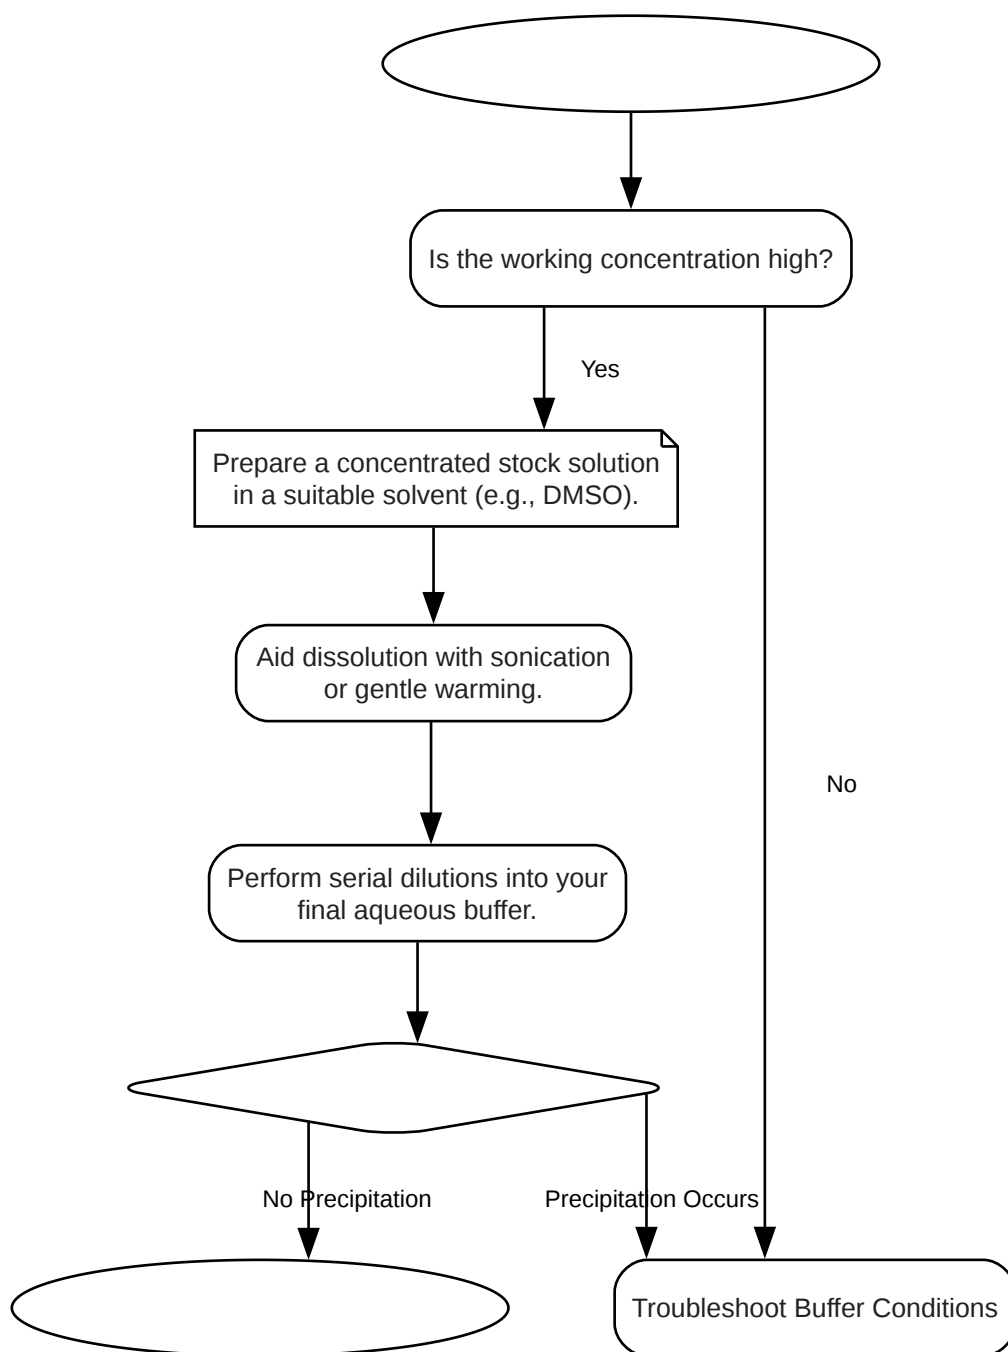 Is the working concentration high?
Yes
Prepare a concentrated stock solution
in a suitable solvent (e.g., DMSO).
Aid dissolution with sonication
or gentle warming.
No
Perform serial dilutions into your
final aqueous buffer.
No Precipitation
Precipitation Occurs
Troubleshoot Buffer Conditions